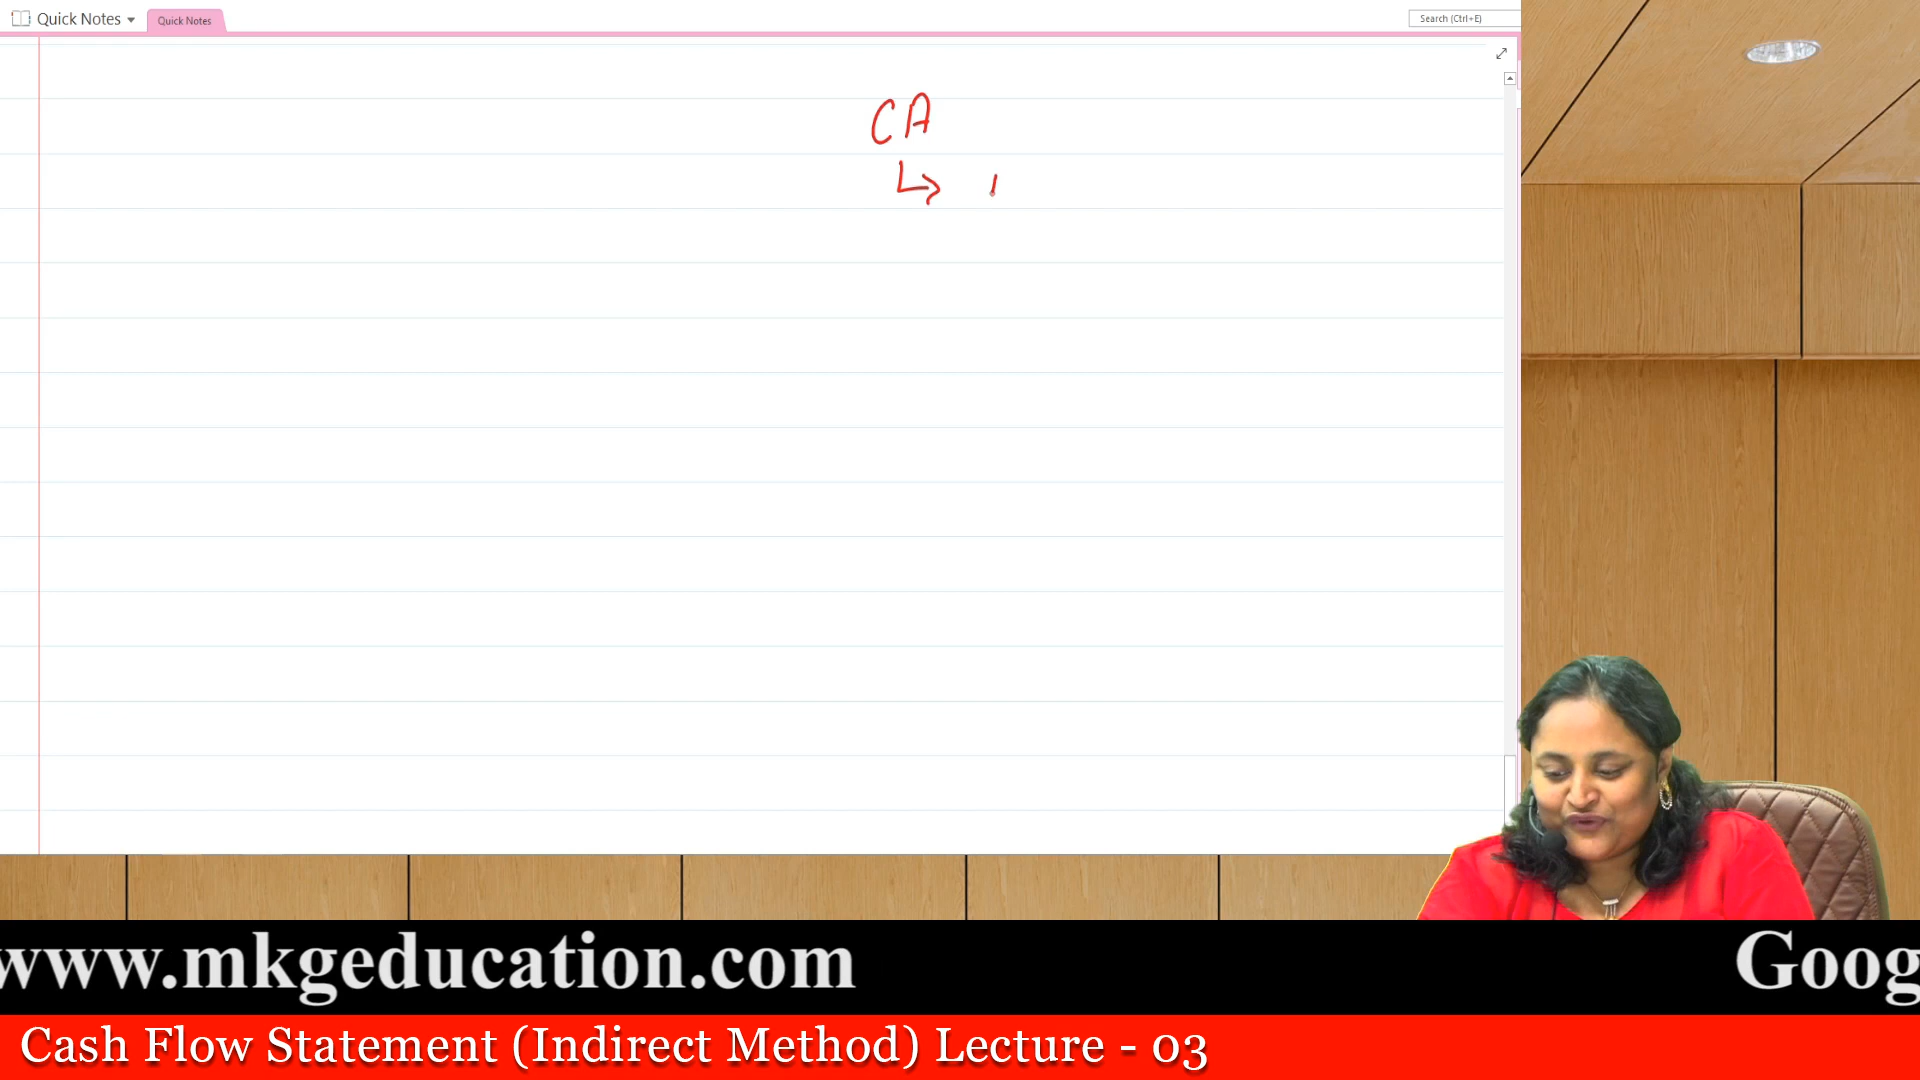 Quick Notes
Quick Notes
Search (Ctrl+E)
CA
www.mkgeducation.com
Goog
Cash Flow Statement (Indirect Method) Lecture - 03